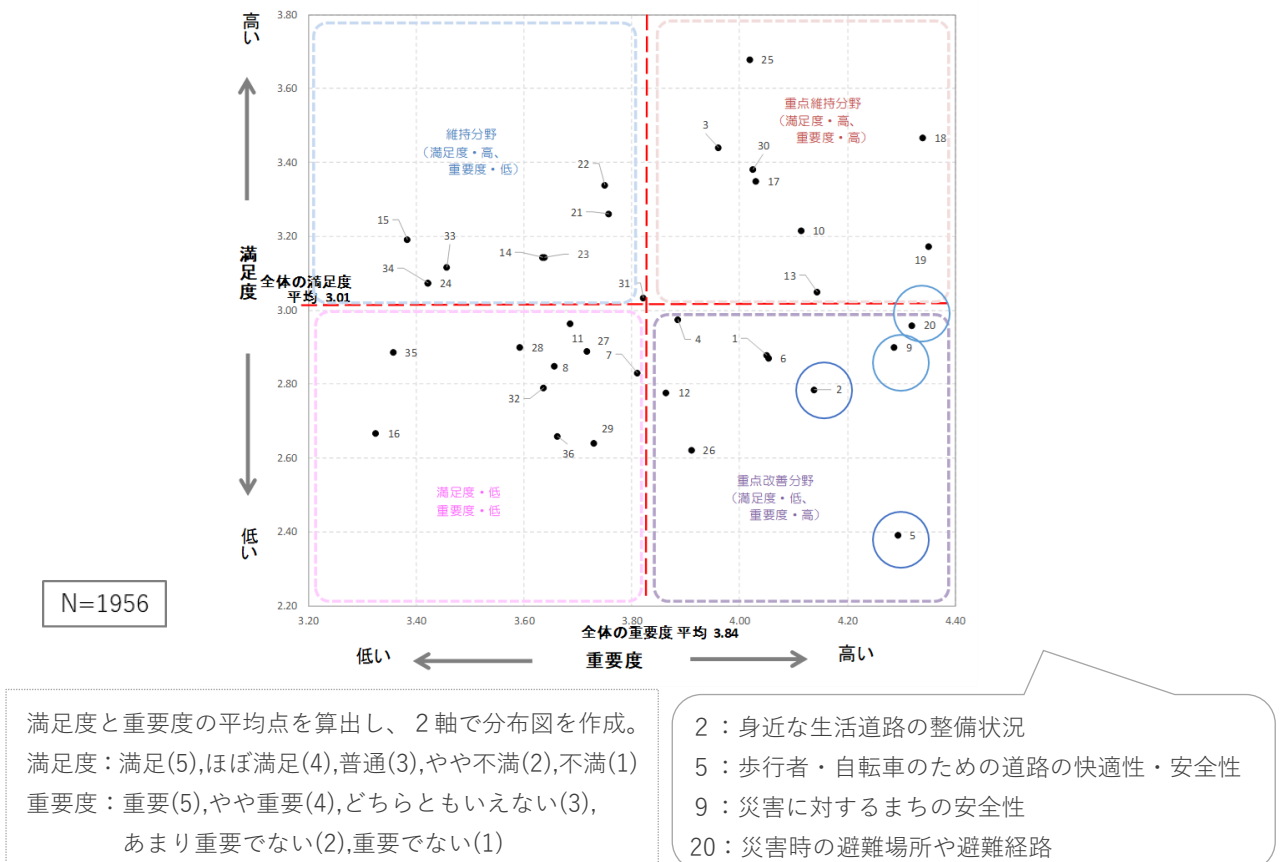 3.80
高い
25
3.60
重点維持分野
(満足度・高、
重要度・高)
3
18
維持分野
(満足度・高、
重要度・低)
30
3.40
22
17
21
15
33
10
3.20
14
23
19
満足度
34
24
13
全体の満足度
平均 3.01
31
3.00
20
4
1
9
35
28
11
27
6
8
7
2.80
2
32
12
16
29
36
26
2.60
満足度・低
重要度・低
重点改善分野
(満足度・低、
重要度・高)
低い
2.40
5
N=1956
2.20
3.20
3.40
3.60
3.80
4.00
4.20
4.40
全体の重要度 平均 3.84
低い
重要度
高い
満足度と重要度の平均点を算出し、２軸で分布図を作成。
満足度：満足(5),ほぼ満足(4),普通(3),やや不満(2),不満(1)
重要度：重要(5),やや重要(4),どちらともいえない(3),
あまり重要でない(2),重要でない(1)
2：身近な生活道路の整備状況
5：歩行者・自転車のための道路の快適性・安全性
9：災害に対するまちの安全性
20：災害時の避難場所や避難経路